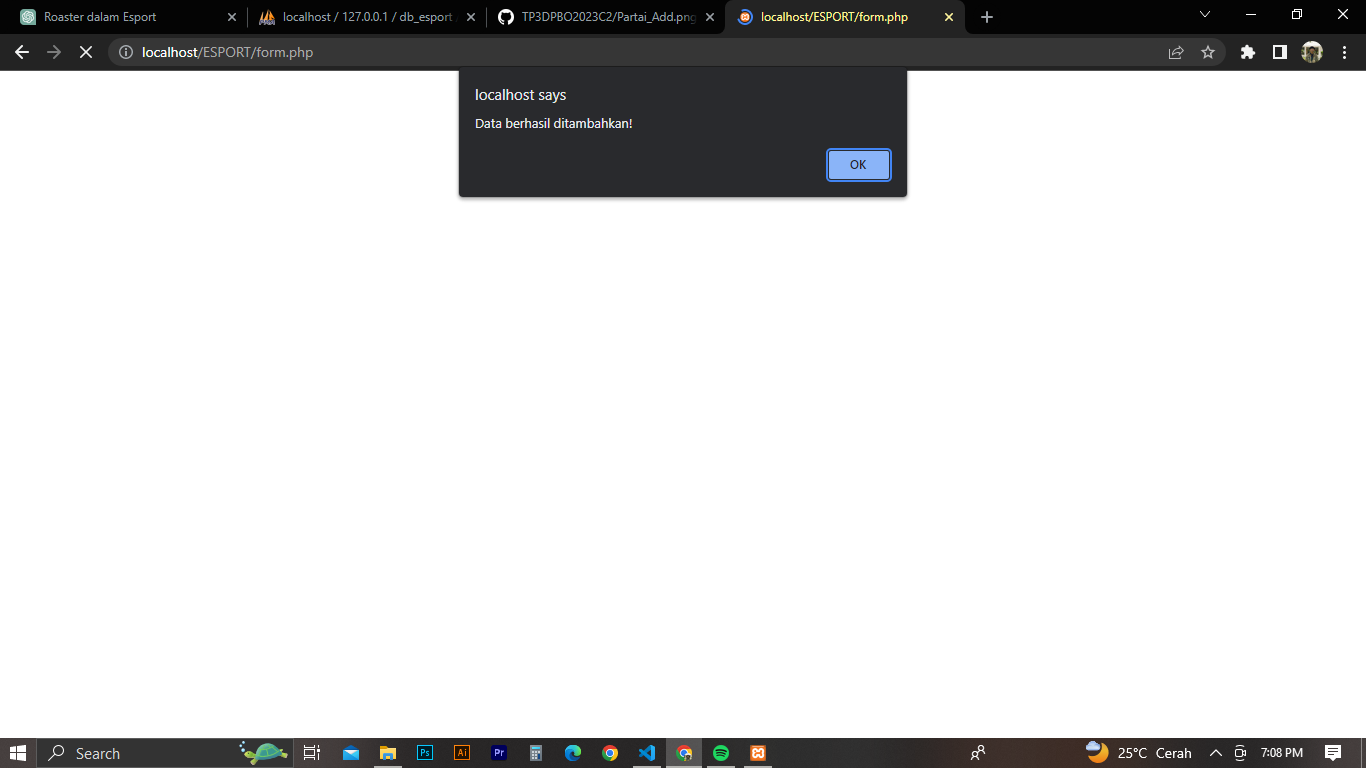 Roaster dalam Esport
localhost / 127.0.0.1 / db_esport
TP3DPBO2023C2/Partai_Add.png
localhost/ESPORT/form.php
localhost/ESPORT/form.php
localhost says
Data berhasil ditambahkan!
OK
Search
Ps
Ai
Pr
25°C Cerah
7:08 PM